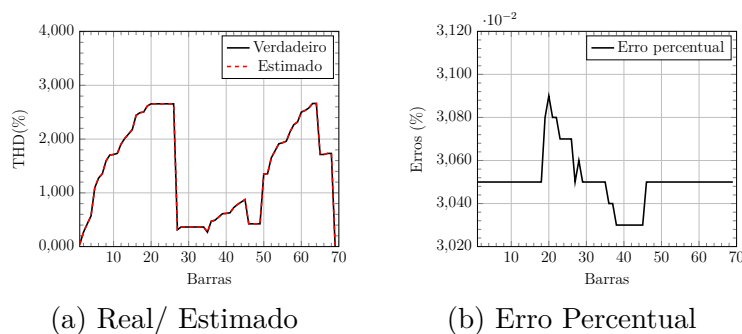 4,000
3,000
2,000
1,000
0,000
THD(%)
10 20 30 40 50 60 70
Barras
Verdadeiro
Estimado
(a) Real/ Estimado
·10⁻²
3,120
3,100
3,080
3,060
3,040
3,020
Erros (%)
10 20 30 40 50 60 70
Barras
Erro percentual
(b) Erro Percentual